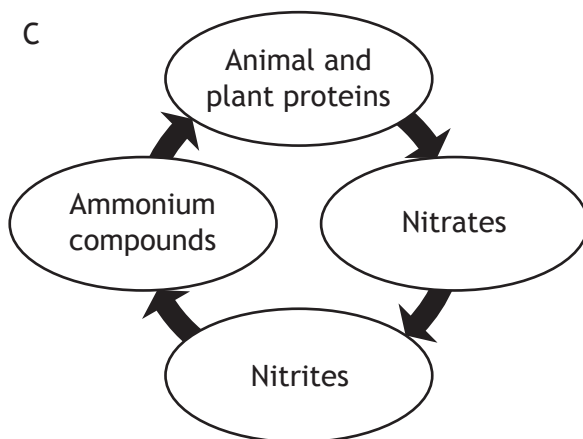 C
Animal and
plant proteins
Ammonium
compounds
Nitrates
Nitrites